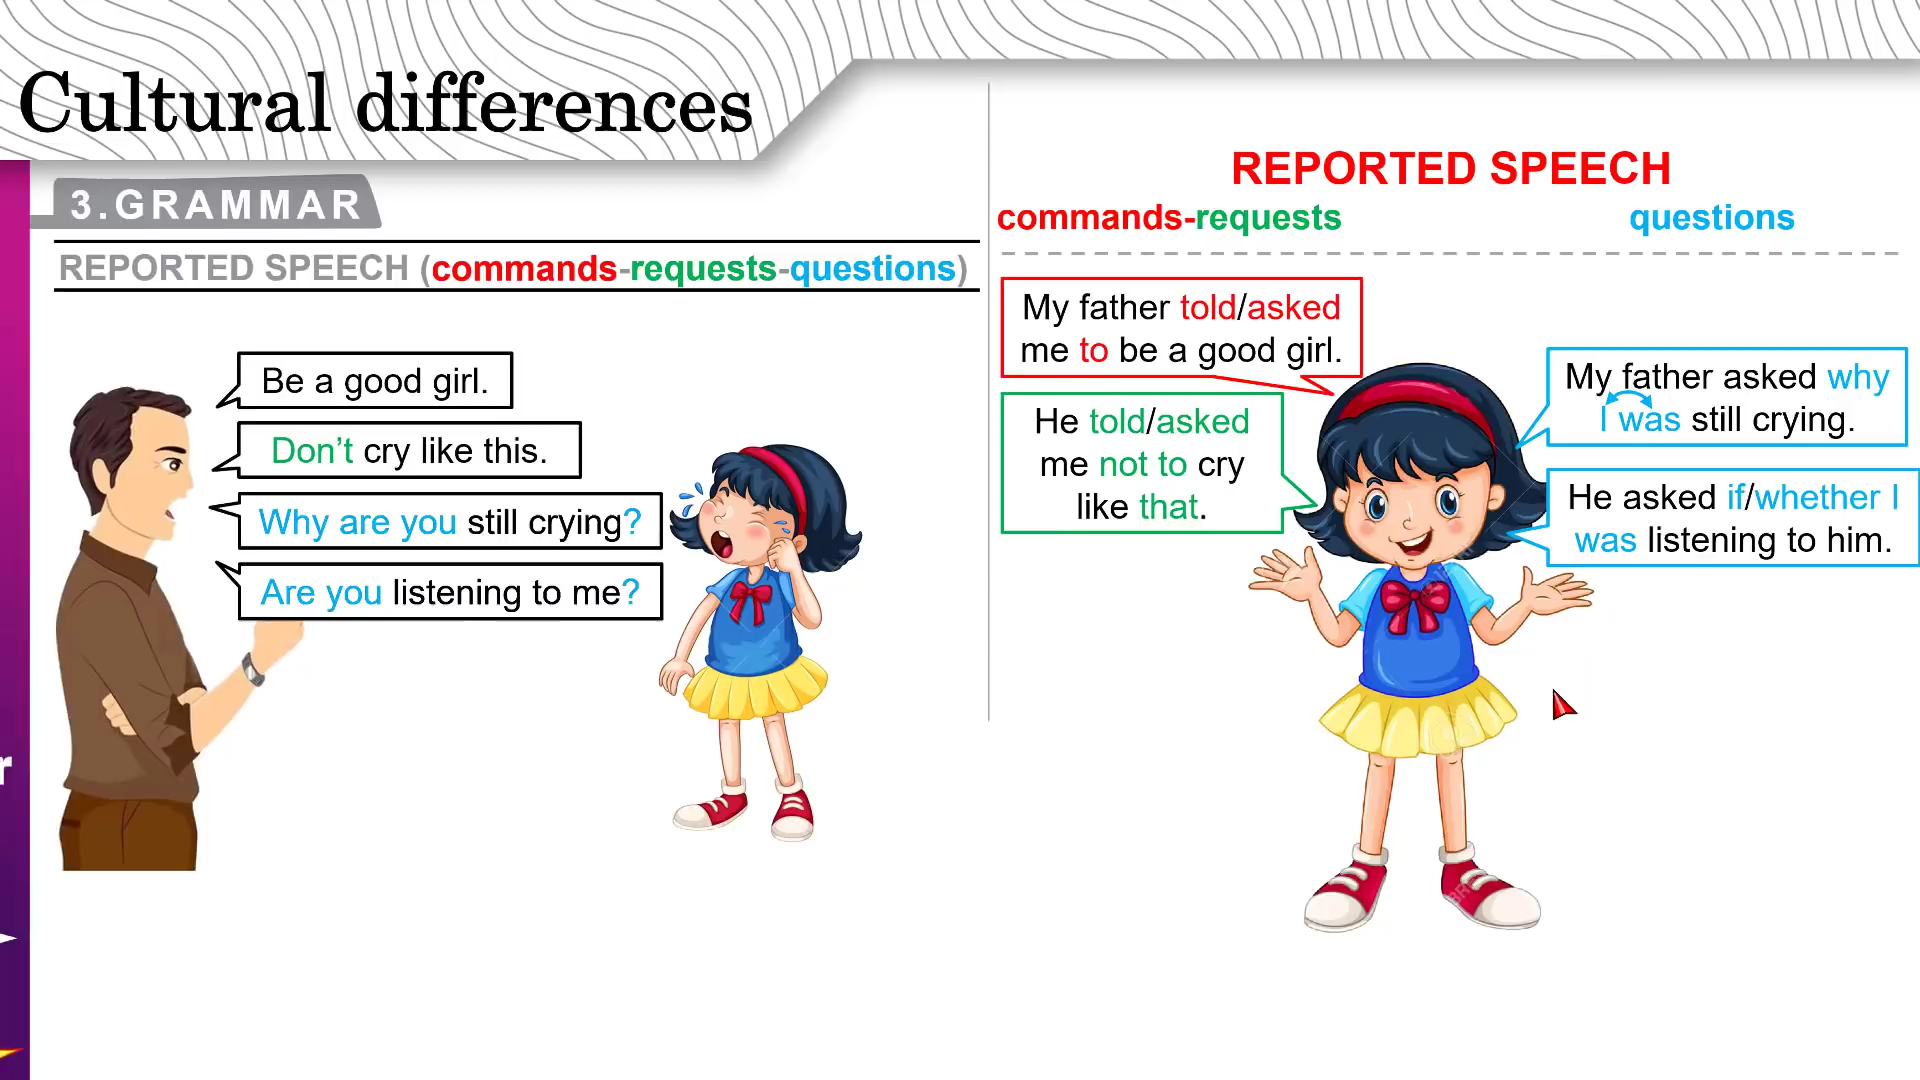 Cultural differences
3.GRAMMAR
REPORTED SPEECH (commands-requests-questions)
Be a good girl.
Don't cry like this.
Why are you still crying?
Are you listening to me?
REPORTED SPEECH
commands-requests
questions
My father told/asked
me to be a good girl.
He told/asked
me not to cry
like that.
My father asked why
I was still crying.
He asked if/whether I
was listening to him.
r